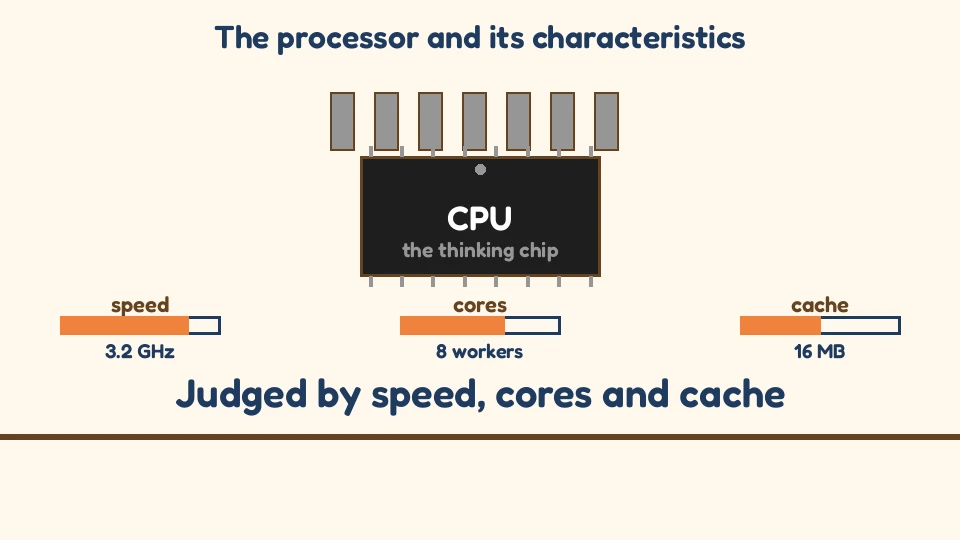 The processor and its characteristics
CPU
the thinking chip
speed
cores
cache
3.2 GHz
8 workers
16 MB
Judged by speed, cores and cache